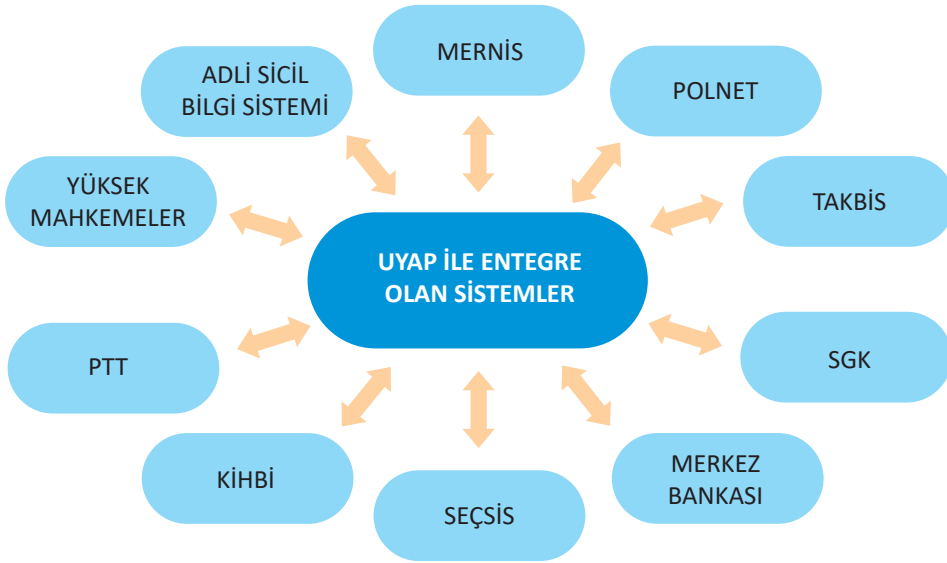 MERNİS
ADLİ SİCİL
BİLGİ SİSTEMİ
POLNET
YÜKSEK
MAHKEMELER
TAKBİS
UYAP İLE ENTEGRE
OLAN SİSTEMLER
PTT
SGK
KİHBİ
MERKEZ
BANKASI
SEÇSİS